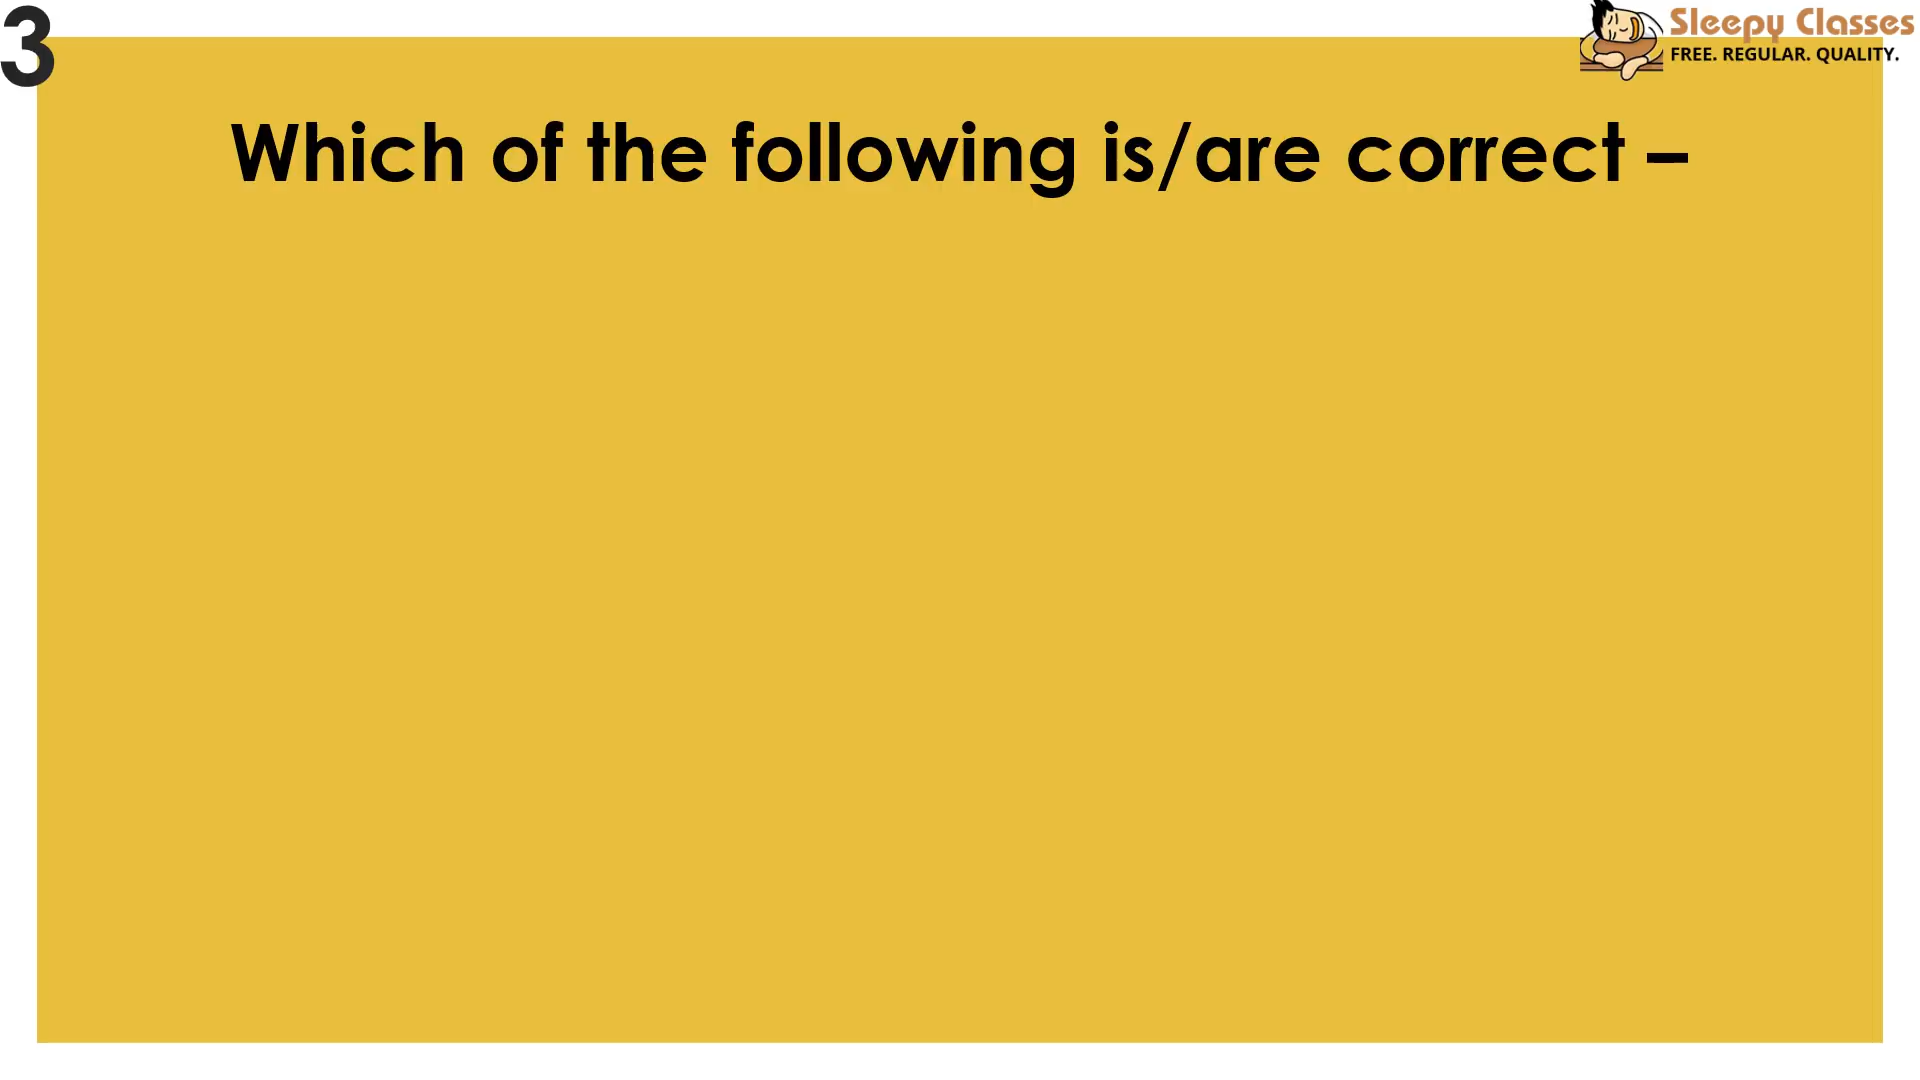 3
Sleepy Classes
FREE. REGULAR. QUALITY.
Which of the following is/are correct –